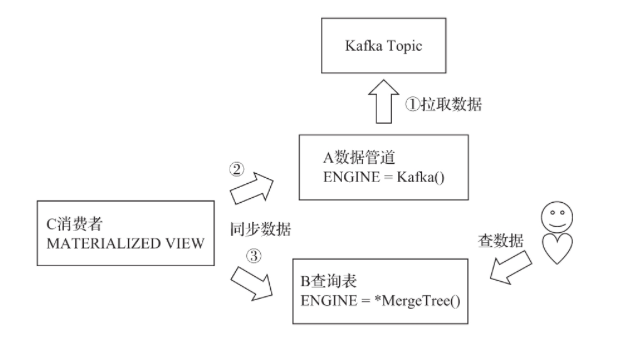 Kafka Topic
①拉取数据
A数据管道
ENGINE = Kafka()
②
C消费者
MATERIALIZED VIEW
同步数据
③
查数据
B查询表
ENGINE = *MergeTree()